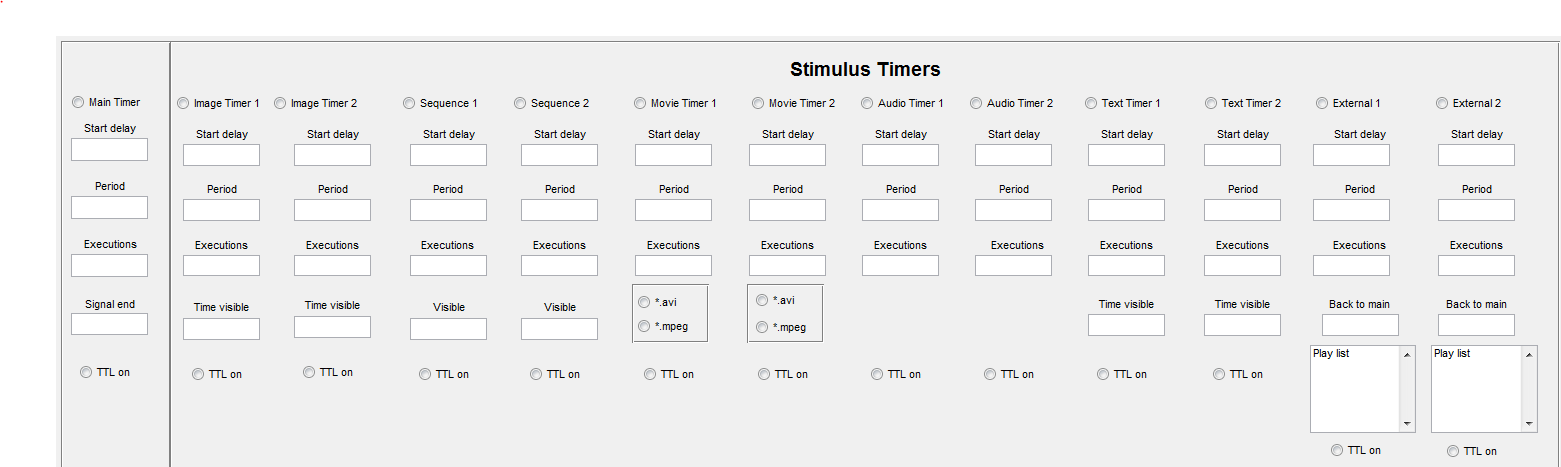 Stimulus Timers
Main Timer Image Timer 1 Image Timer 2 Sequence 1 Sequence 2 Movie Timer 1 Movie Timer 2 Audio Timer 1 Audio Timer 2 Text Timer 1 Text Timer 2 External 1 External 2
Start delay Start delay Start delay Start delay Start delay Start delay Start delay Start delay Start delay Start delay Start delay Start delay Start delay
Period Period Period Period Period Period Period Period Period Period Period Period Period
Executions Executions Executions Executions Executions Executions Executions Executions Executions Executions Executions Executions Executions
Signal end Time visible Time visible Visible Visible *.avi *.avi Time visible Time visible Back to main Back to main
*.mpeg *.mpeg
Play list Play list
TTL on TTL on TTL on TTL on TTL on TTL on TTL on TTL on TTL on TTL on TTL on
TTL on TTL on